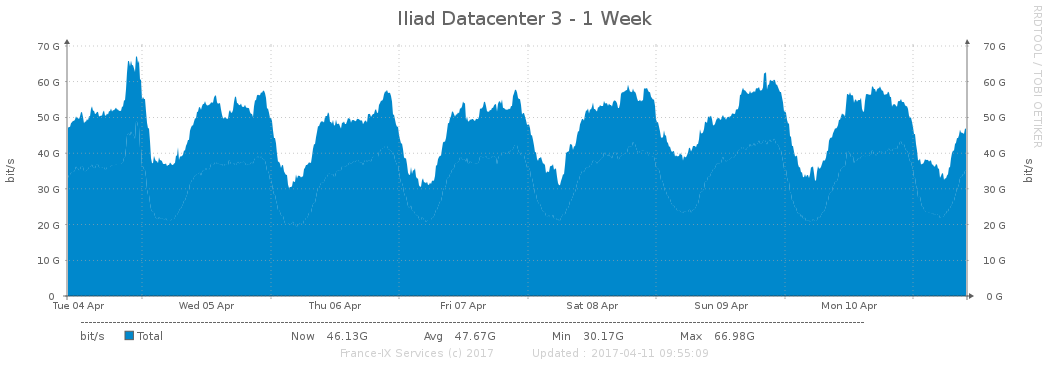 Iliad Datacenter 3 - 1 Week
RRDTOOL / TOBI OETIKER
70 G 70 G
60 G 60 G
50 G 50 G
40 G 40 G
30 G 30 G
20 G 20 G
10 G 10 G
0 0 G
bit/s bit/s
Tue 04 Apr Wed 05 Apr Thu 06 Apr Fri 07 Apr Sat 08 Apr Sun 09 Apr Mon 10 Apr
bit/s Total Now 46.13G Avg 47.67G Min 30.17G Max 66.98G
France-IX Services (c) 2017 Updated : 2017-04-11 09:55:09